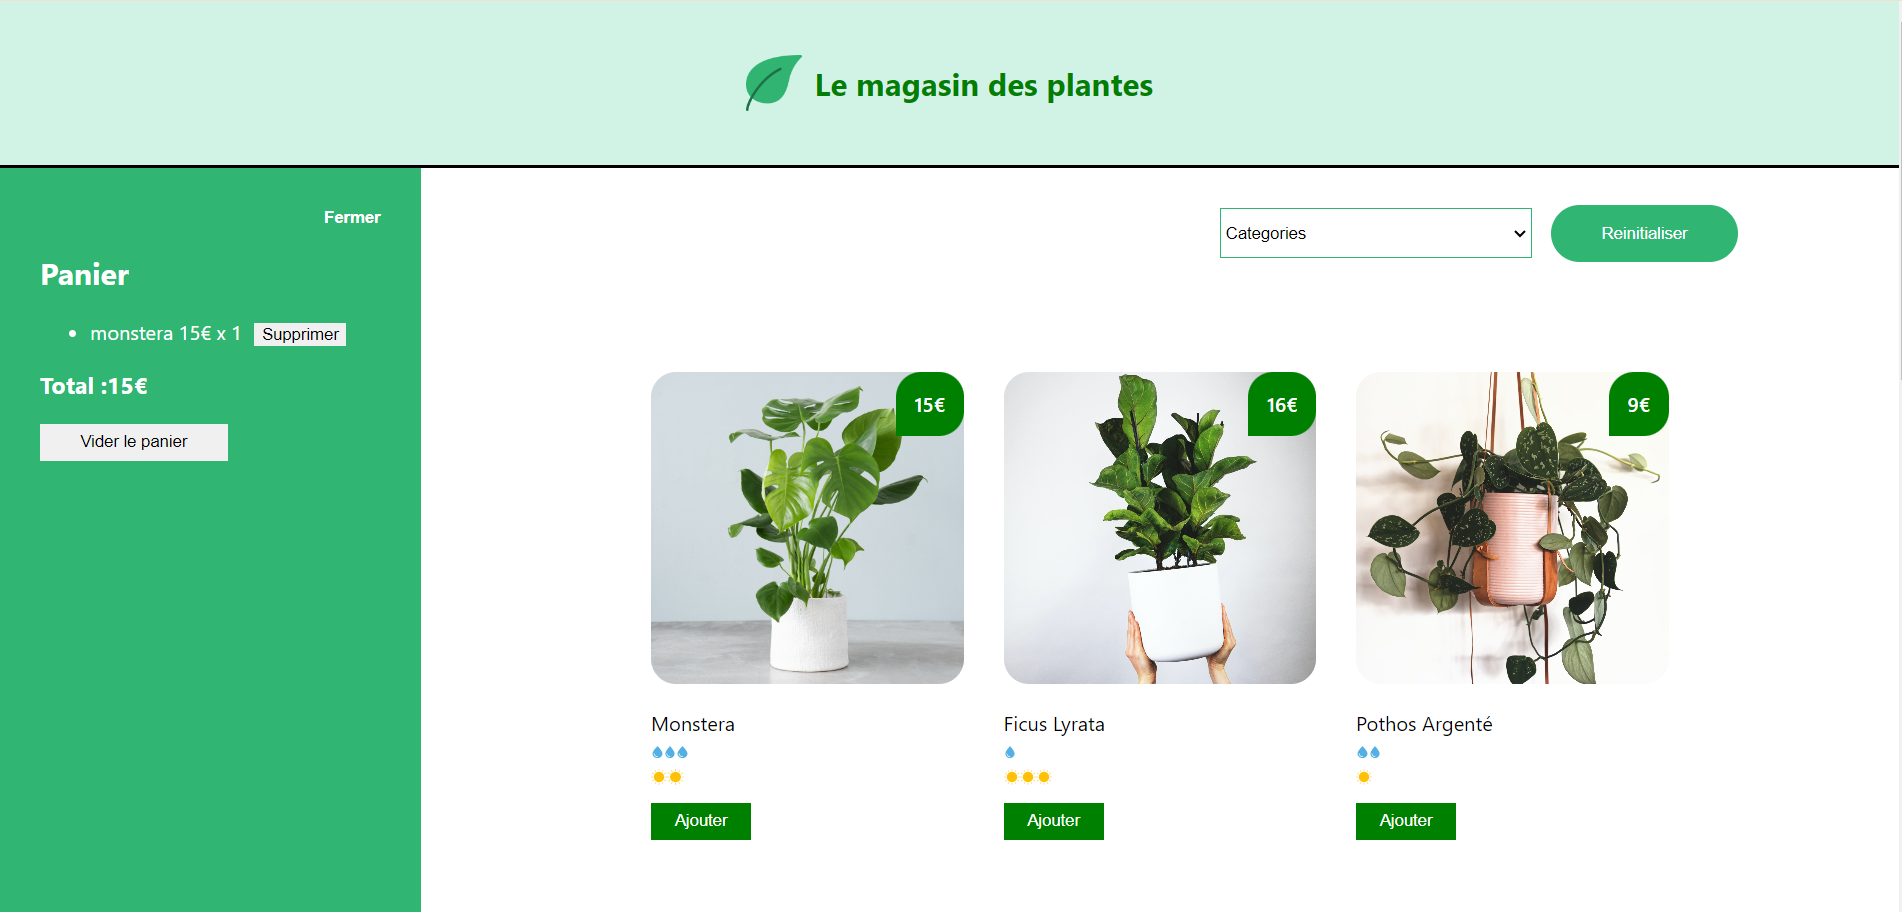 Le magasin des plantes
Fermer
Panier
monstera 15€ x 1 Supprimer
Total :15€
Vider le panier
Categories
Reinitialiser
15€
16€
9€
Monstera
Ajouter
Ficus Lyrata
Ajouter
Pothos Argenté
Ajouter